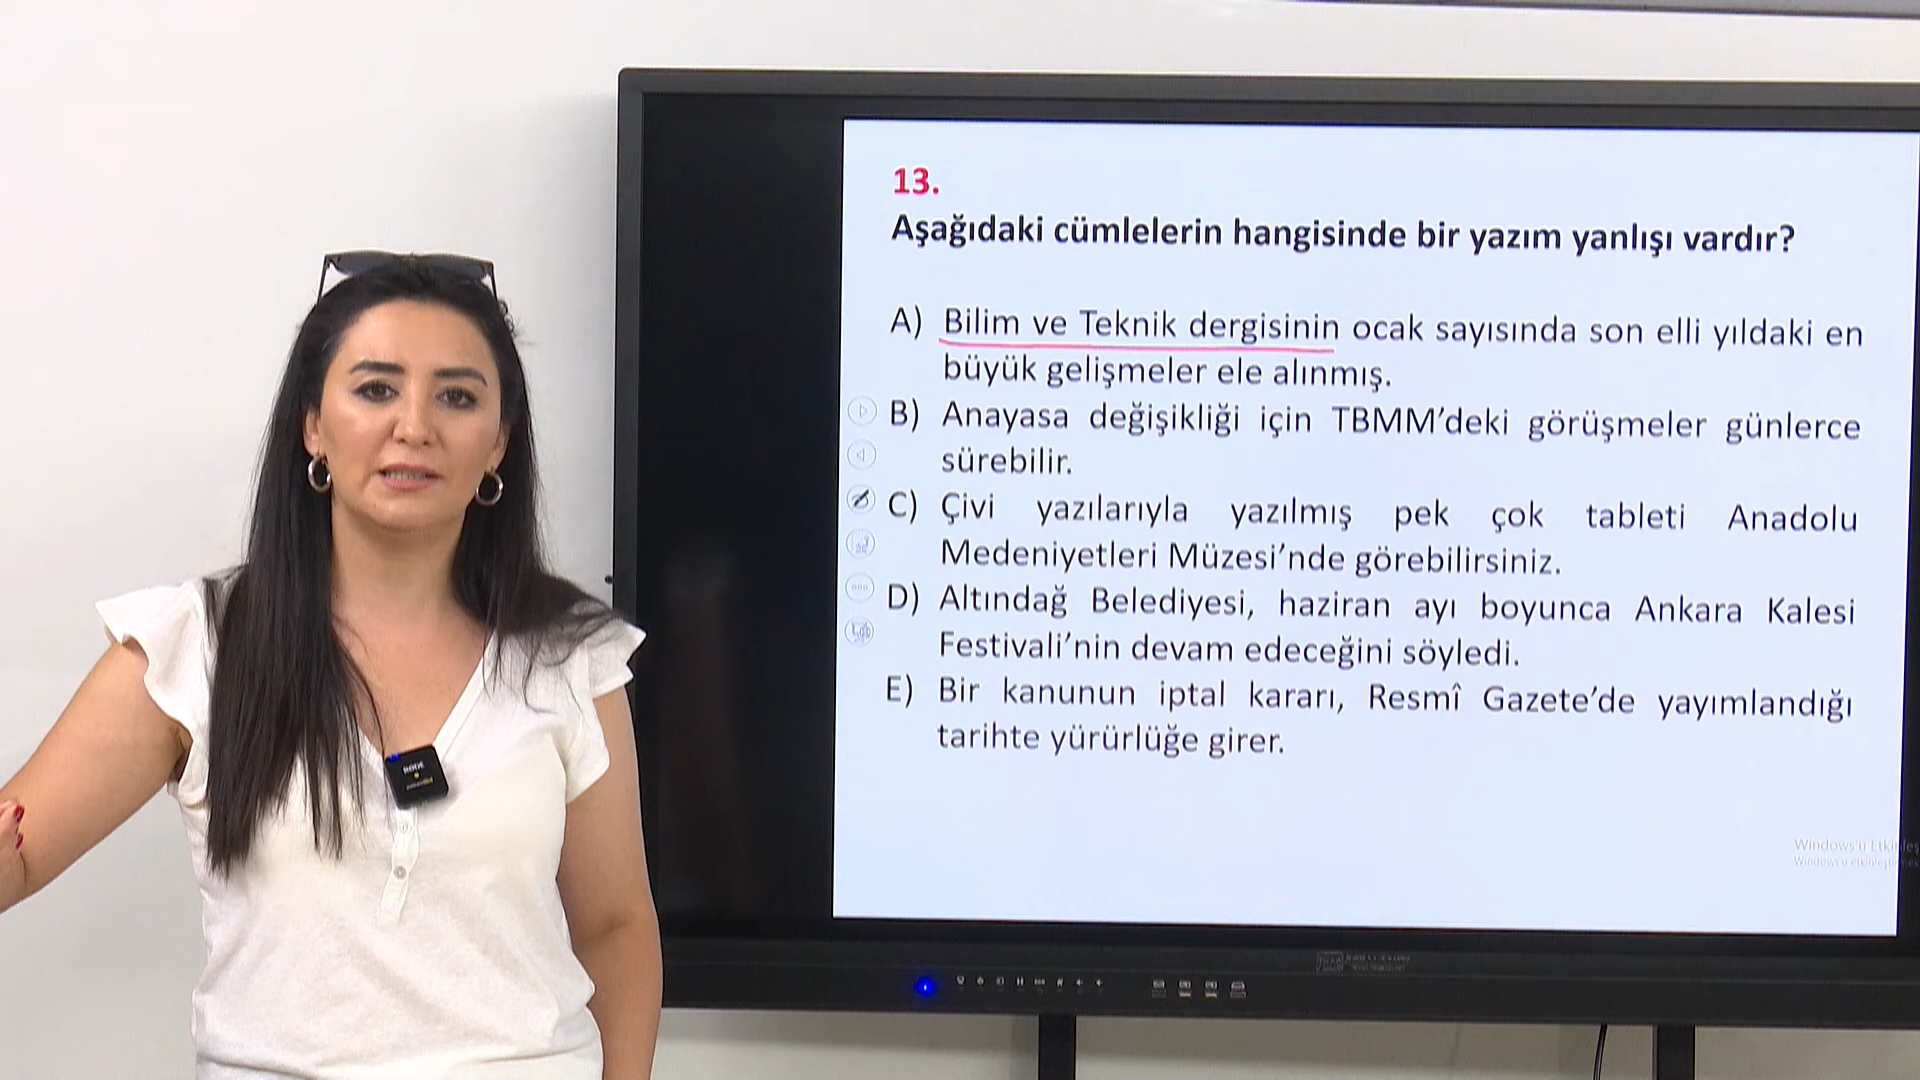 13.
Aşağıdaki cümlelerin hangisinde bir yazım yanlışı vardır?
A) Bilim ve Teknik dergisinin ocak sayısında son elli yıldaki en
büyük gelişmeler ele alınmış.
B) Anayasa değişikliği için TBMM’deki görüşmeler günlerce
sürebilir.
C) Çivi yazılarıyla yazılmış pek çok tableti Anadolu
Medeniyetleri Müzesi’nde görebilirsiniz.
D) Altındağ Belediyesi, haziran ayı boyunca Ankara Kalesi
Festivali’nin devam edeceğini söyledi.
E) Bir kanunun iptal kararı, Resmî Gazete’de yayımlandığı
tarihte yürürlüğe girer.
RODE
Windows'u Etkinleş